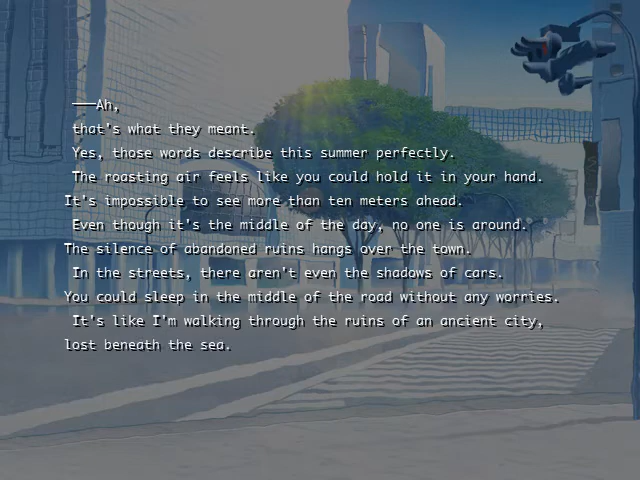 ──Ah,
that's what they meant.
Yes, those words describe this summer perfectly.
The roasting air feels like you could hold it in your hand.
It's impossible to see more than ten meters ahead.
Even though it's the middle of the day, no one is around.
The silence of abandoned ruins hangs over the town.
In the streets, there aren't even the shadows of cars.
You could sleep in the middle of the road without any worries.
It's like I'm walking through the ruins of an ancient city,
lost beneath the sea.